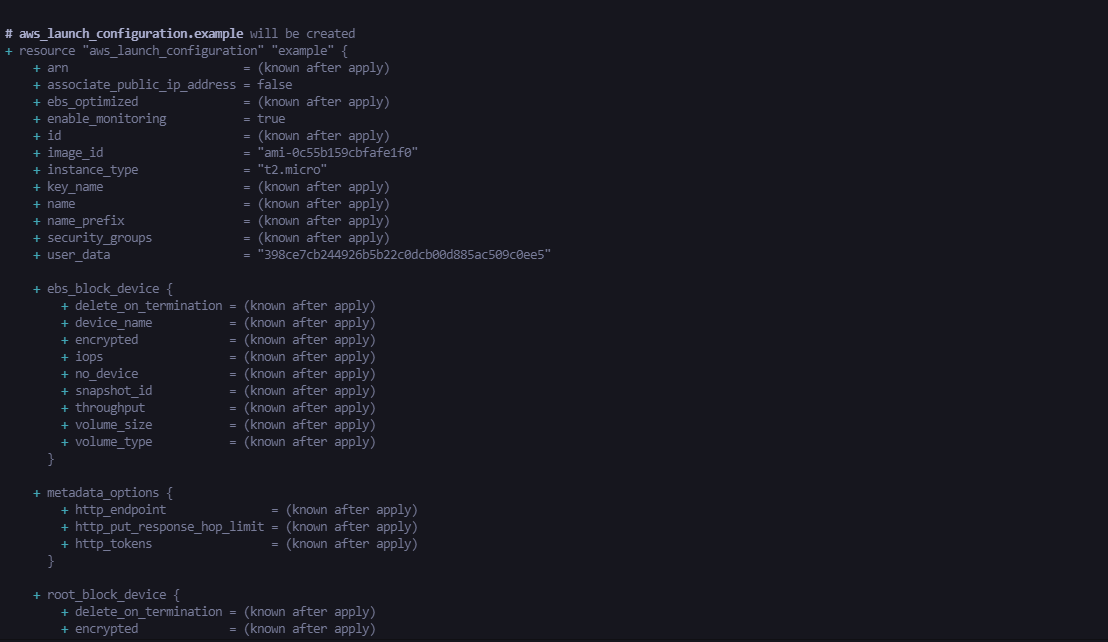 # aws_launch_configuration.example will be created
+ resource "aws_launch_configuration" "example" {
    + arn                         = (known after apply)
    + associate_public_ip_address = false
    + ebs_optimized               = (known after apply)
    + enable_monitoring           = true
    + id                          = (known after apply)
    + image_id                    = "ami-0c55b159cbfafe1f0"
    + instance_type               = "t2.micro"
    + key_name                    = (known after apply)
    + name                        = (known after apply)
    + name_prefix                 = (known after apply)
    + security_groups             = (known after apply)
    + user_data                   = "398ce7cb244926b5b22c0dcb00d885ac509c0ee5"

    + ebs_block_device {
        + delete_on_termination = (known after apply)
        + device_name           = (known after apply)
        + encrypted             = (known after apply)
        + iops                  = (known after apply)
        + no_device             = (known after apply)
        + snapshot_id           = (known after apply)
        + throughput            = (known after apply)
        + volume_size           = (known after apply)
        + volume_type           = (known after apply)
      }

    + metadata_options {
        + http_endpoint               = (known after apply)
        + http_put_response_hop_limit = (known after apply)
        + http_tokens                 = (known after apply)
      }

    + root_block_device {
        + delete_on_termination = (known after apply)
        + encrypted             = (known after apply)